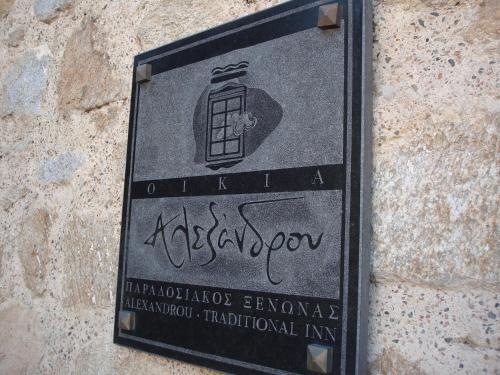 ΟΙΚΙΑ
Αλεξάνδρου
ΠΑΡΑΔΟΣΙΑΚΟΣ ΞΕΝΩΝΑΣ
ALEXANDROU · TRADITIONAL INN